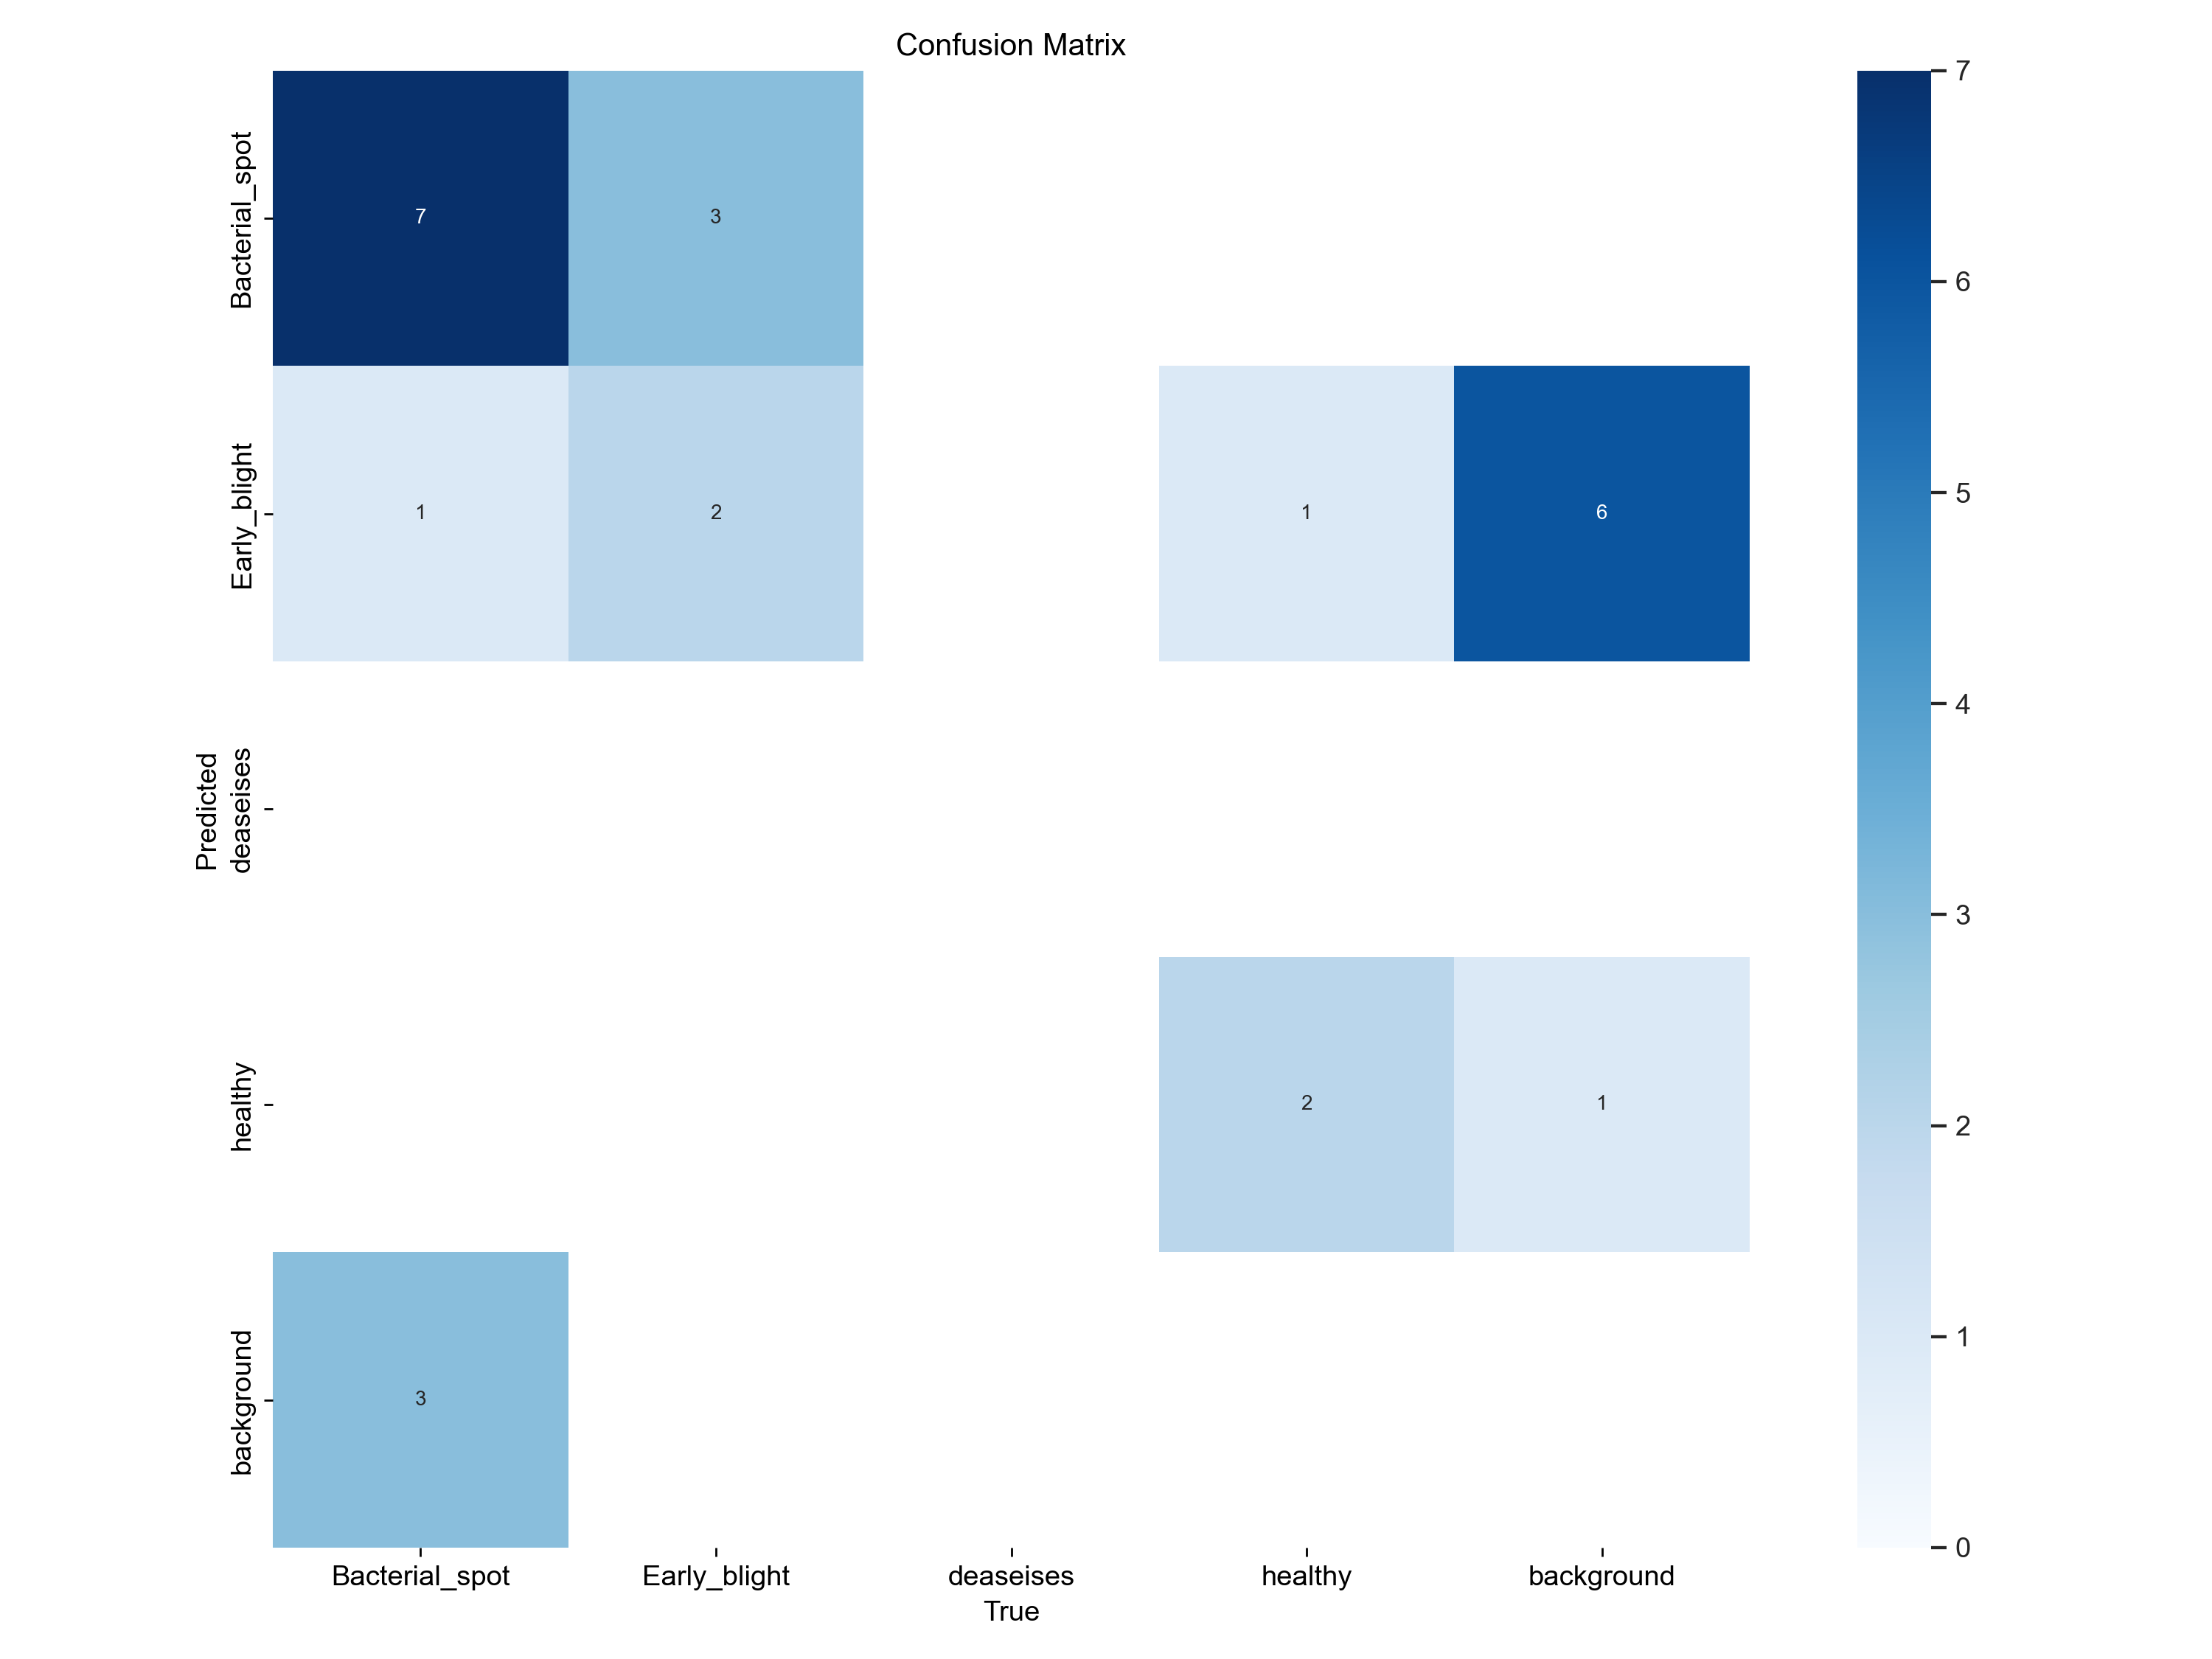 Confusion Matrix
Bacterial_spot
7
3
Early_blight
1
2
1
6
Predicted
deaseises
healthy
2
1
background
3
Bacterial_spot
Early_blight
deaseises
healthy
background
True
7
6
5
4
3
2
1
0